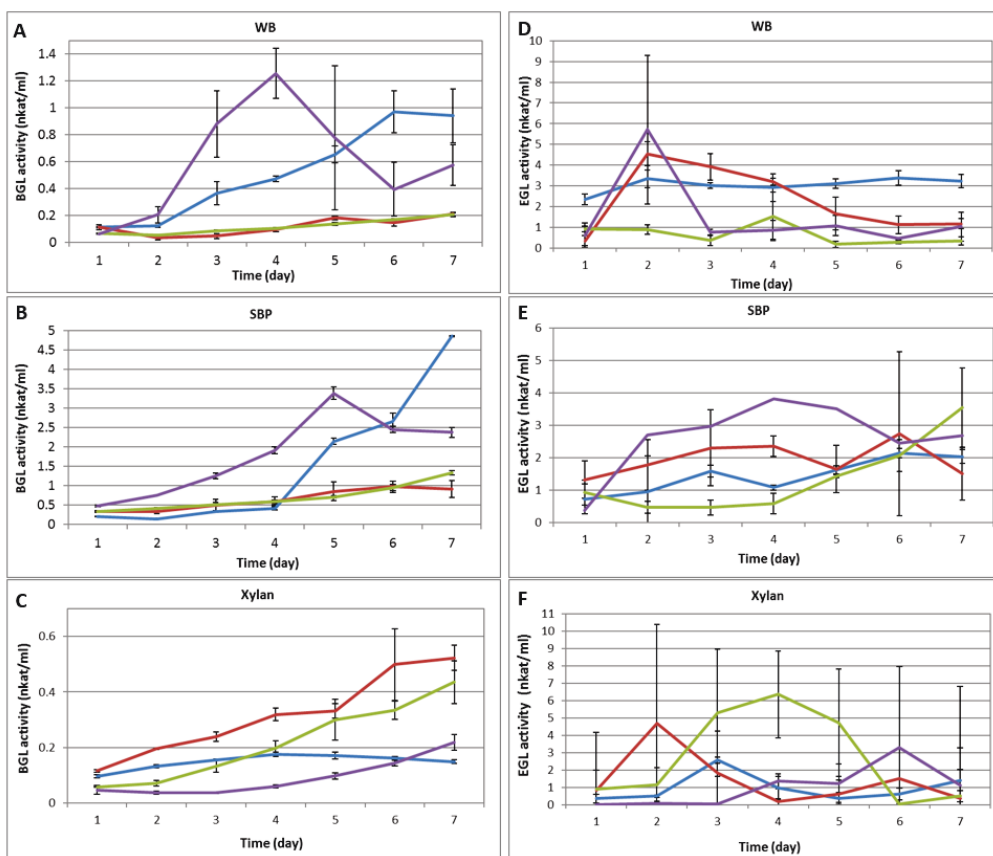 A
WB
BGL activity (nkat/ml)
1.4
1.2
1
0.8
0.6
0.4
0.2
0
1 2 3 4 5 6 7
Time (day)
B
SBP
BGL activity (nkat/ml)
5
4.5
4
3.5
3
2.5
2
1.5
1
0.5
0
1 2 3 4 5 6 7
Time (day)
C
Xylan
BGL activity (nkat/ml)
0.6
0.4
0.2
0
1 2 3 4 5 6 7
Time (day)
D
WB
EGL activity (nkat/ml)
10
9
8
7
6
5
4
3
2
1
0
1 2 3 4 5 6 7
Time (day)
E
SBP
EGL activity (nkat/ml)
6
5
4
3
2
1
0
1 2 3 4 5 6 7
Time (day)
F
Xylan
EGL activity (nkat/ml)
11
10
9
8
7
6
5
4
3
2
1
0
1 2 3 4 5 6 7
Time (day)